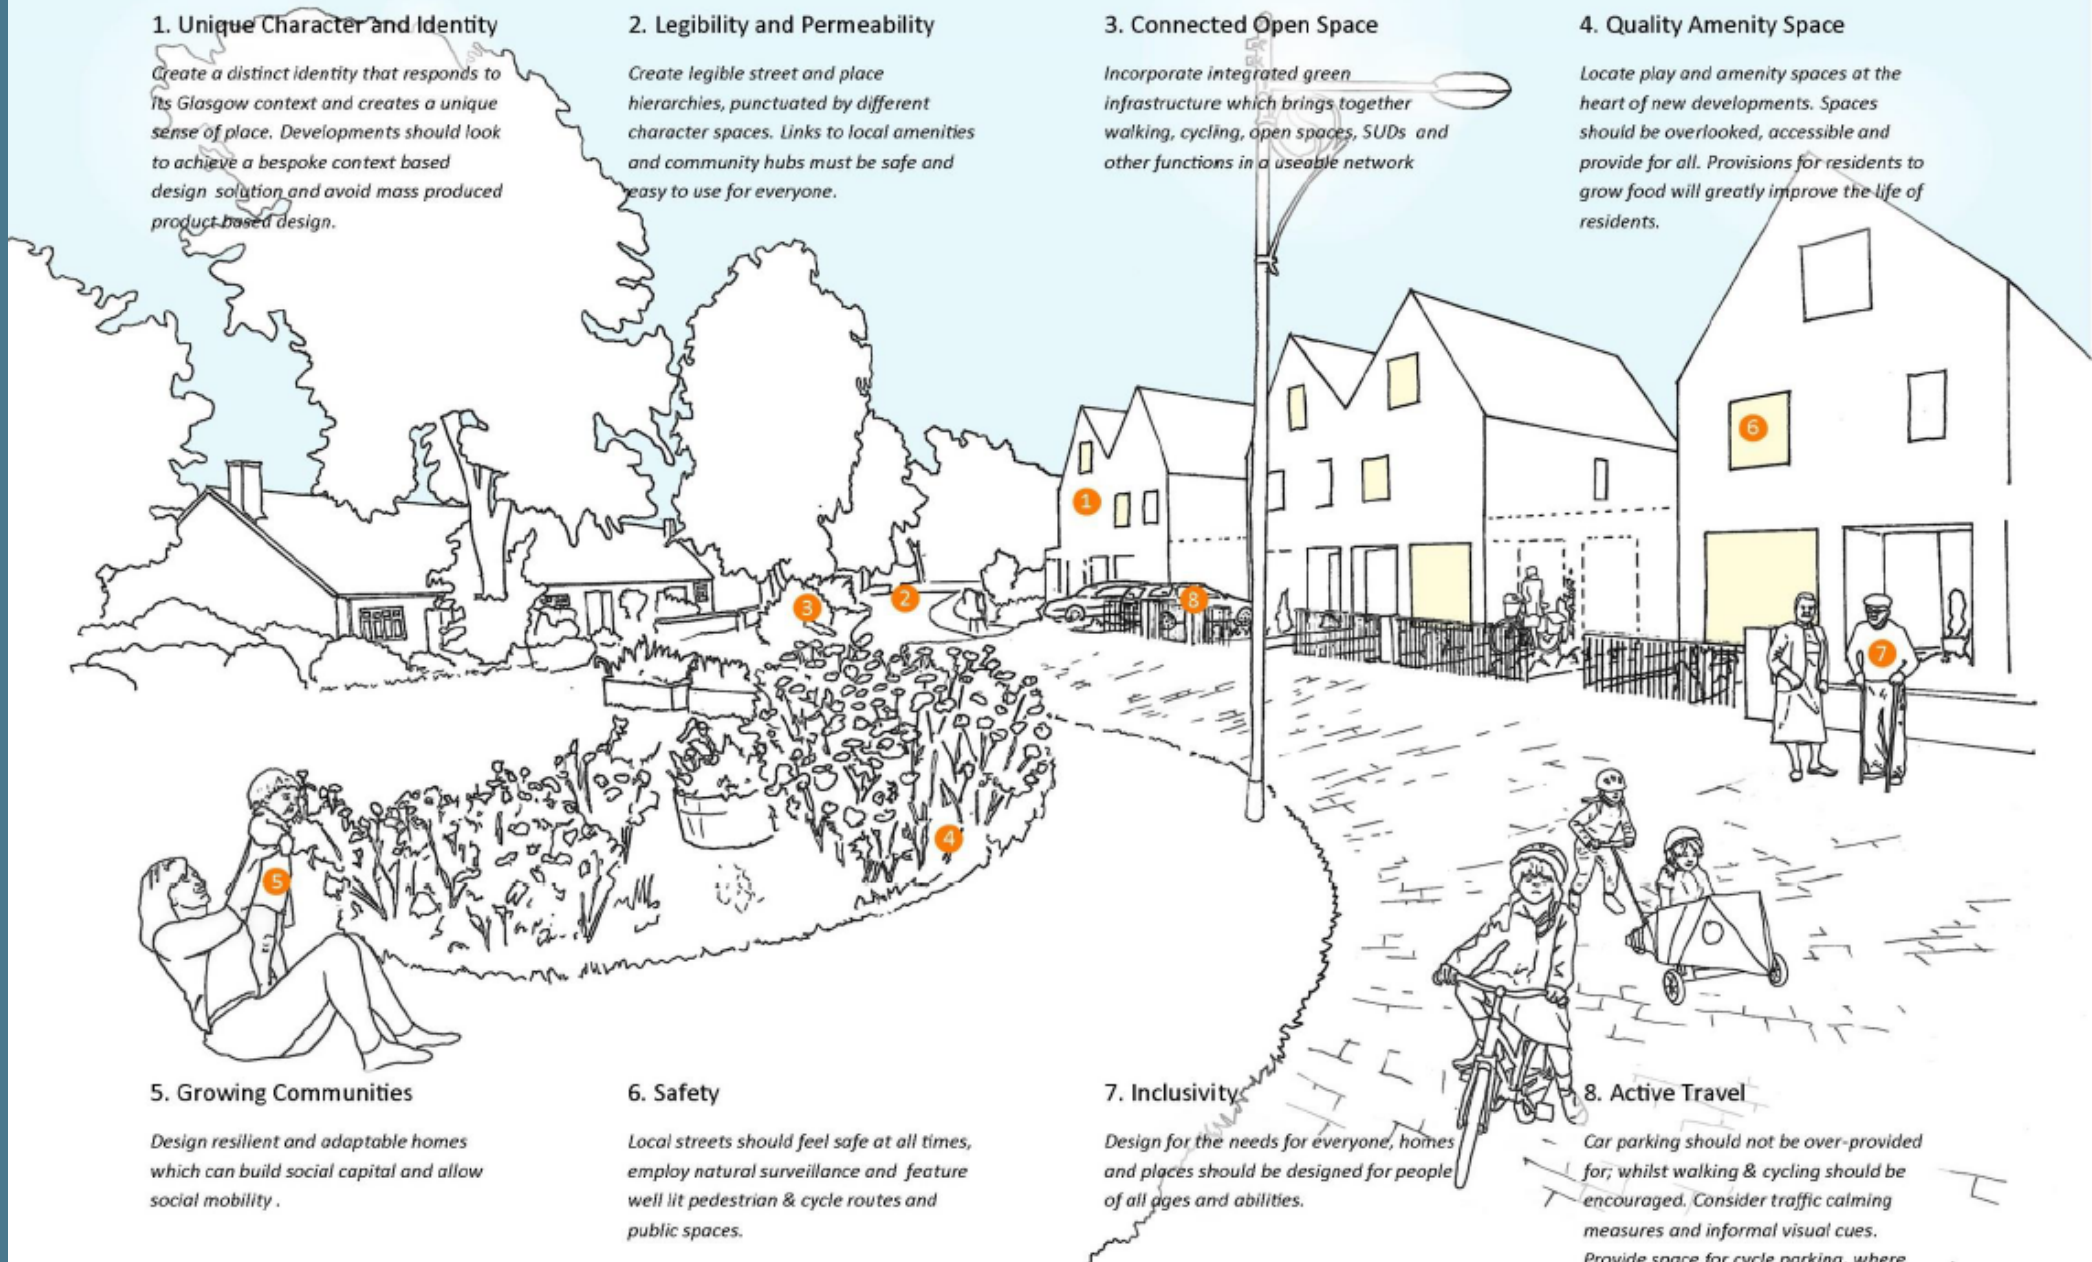 1. Unique Character and Identity
Create a distinct identity that responds to
its Glasgow context and creates a unique
sense of place. Developments should look
to achieve a bespoke context based
design solution and avoid mass produced
product based design.
2. Legibility and Permeability
Create legible street and place
hierarchies, punctuated by different
character spaces. Links to local amenities
and community hubs must be safe and
easy to use for everyone.
3. Connected Open Space
Incorporate integrated green
infrastructure which brings together
walking, cycling, open spaces, SUDs and
other functions in a useable network
4. Quality Amenity Space
Locate play and amenity spaces at the
heart of new developments. Spaces
should be overlooked, accessible and
provide for all. Provisions for residents to
grow food will greatly improve the life of
residents.
6
1
2
3
8
7
4
5
5. Growing Communities
Design resilient and adaptable homes
which can build social capital and allow
social mobility .
6. Safety
Local streets should feel safe at all times,
employ natural surveillance and feature
well lit pedestrian & cycle routes and
public spaces.
7. Inclusivity
Design for the needs for everyone, homes
and places should be designed for people
of all ages and abilities.
8. Active Travel
Car parking should not be over-provided
for; whilst walking & cycling should be
encouraged. Consider traffic calming
measures and informal visual cues.
Provide space for cycle parking, where